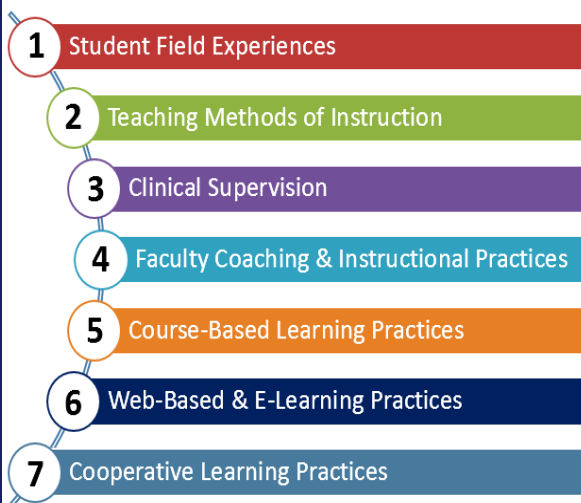 1 Student Field Experiences
2 Teaching Methods of Instruction
3 Clinical Supervision
4 Faculty Coaching & Instructional Practices
5 Course-Based Learning Practices
6 Web-Based & E-Learning Practices
7 Cooperative Learning Practices